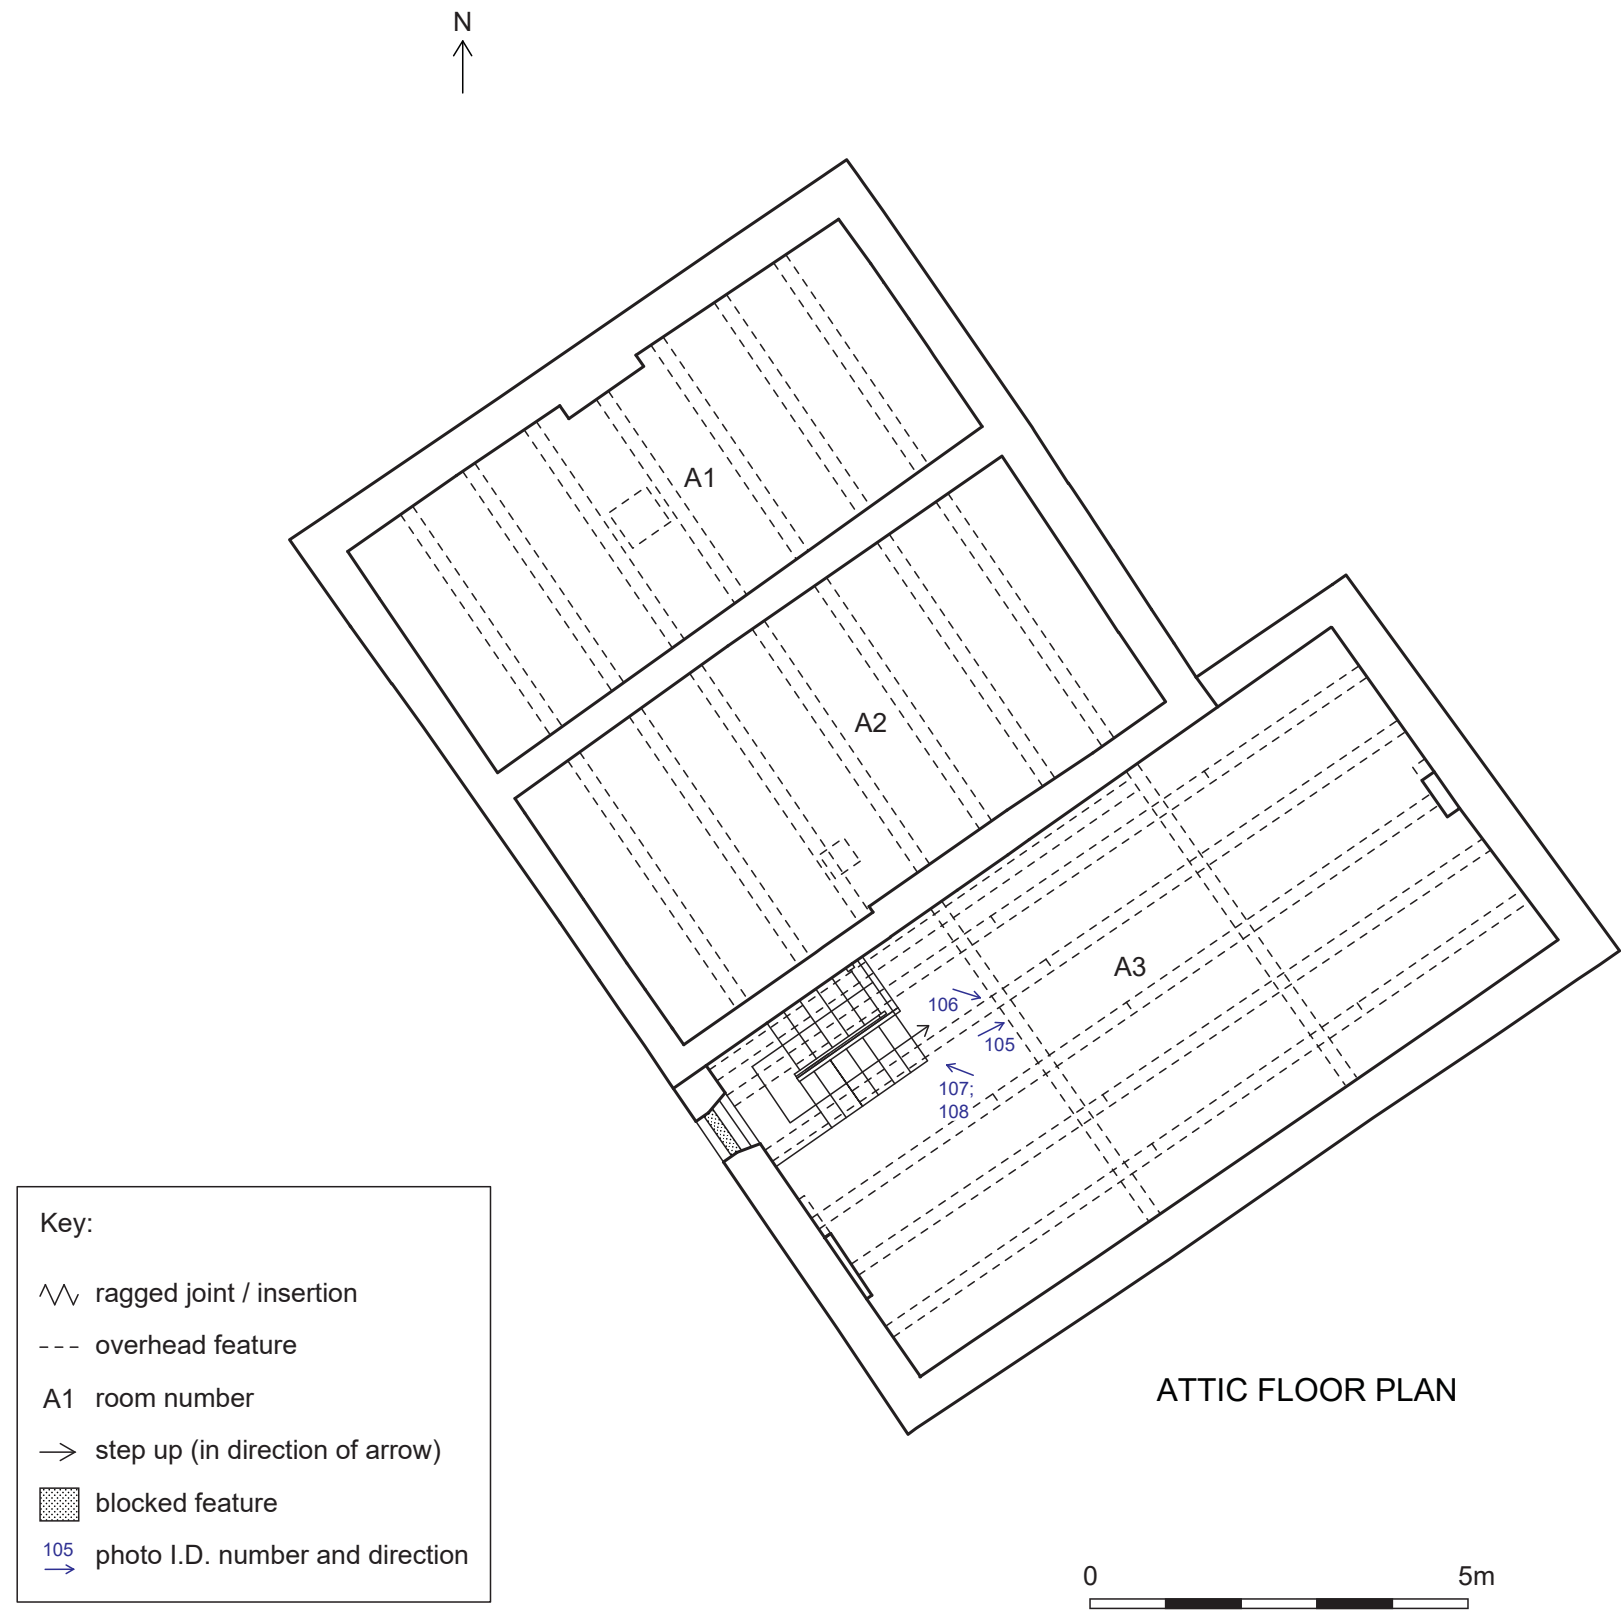 N
A1
A2
A3
106
105
107;
108
Key:
ragged joint / insertion
overhead feature
A1 room number
step up (in direction of arrow)
blocked feature
105 photo I.D. number and direction
ATTIC FLOOR PLAN
0 5m